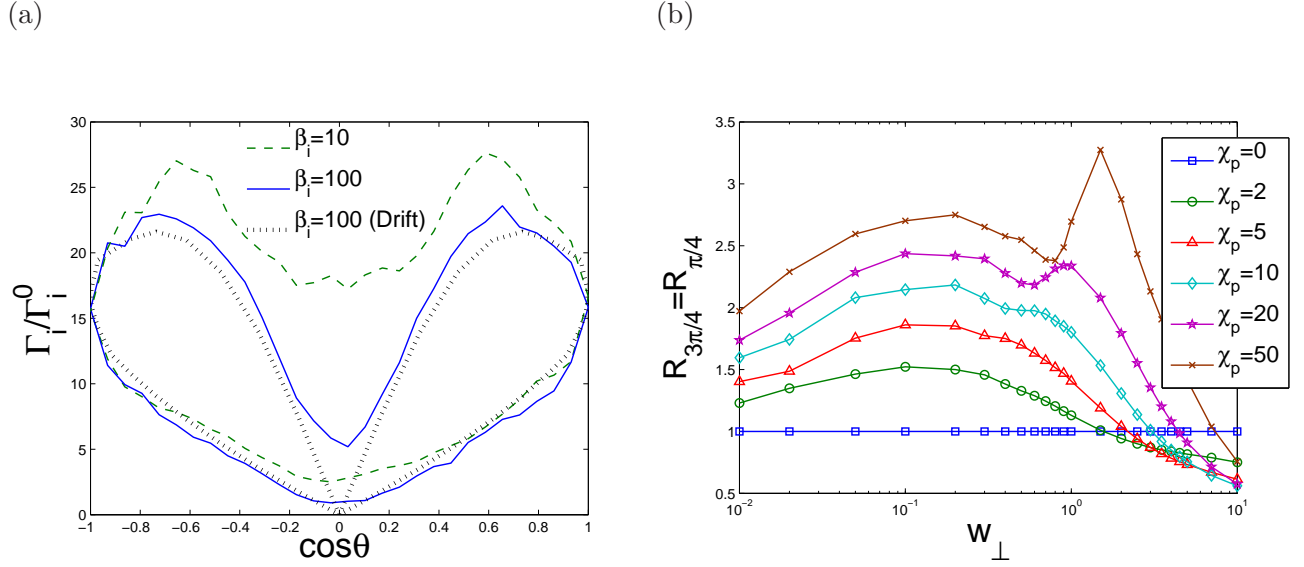 (a)
(b)
Γ_i/Γ_i^0
30
25
20
15
10
5
0
−1 −0.8 −0.6 −0.4 −0.2 0 0.2 0.4 0.6 0.8 1
cosθ
β_i=10
β_i=100
β_i=100 (Drift)
R_{3π/4}=R_{π/4}
3.5
3
2.5
2
1.5
1
0.5
10^{−2} 10^{−1} 10^0 10^1
w_⊥
χ_p=0
χ_p=2
χ_p=5
χ_p=10
χ_p=20
χ_p=50